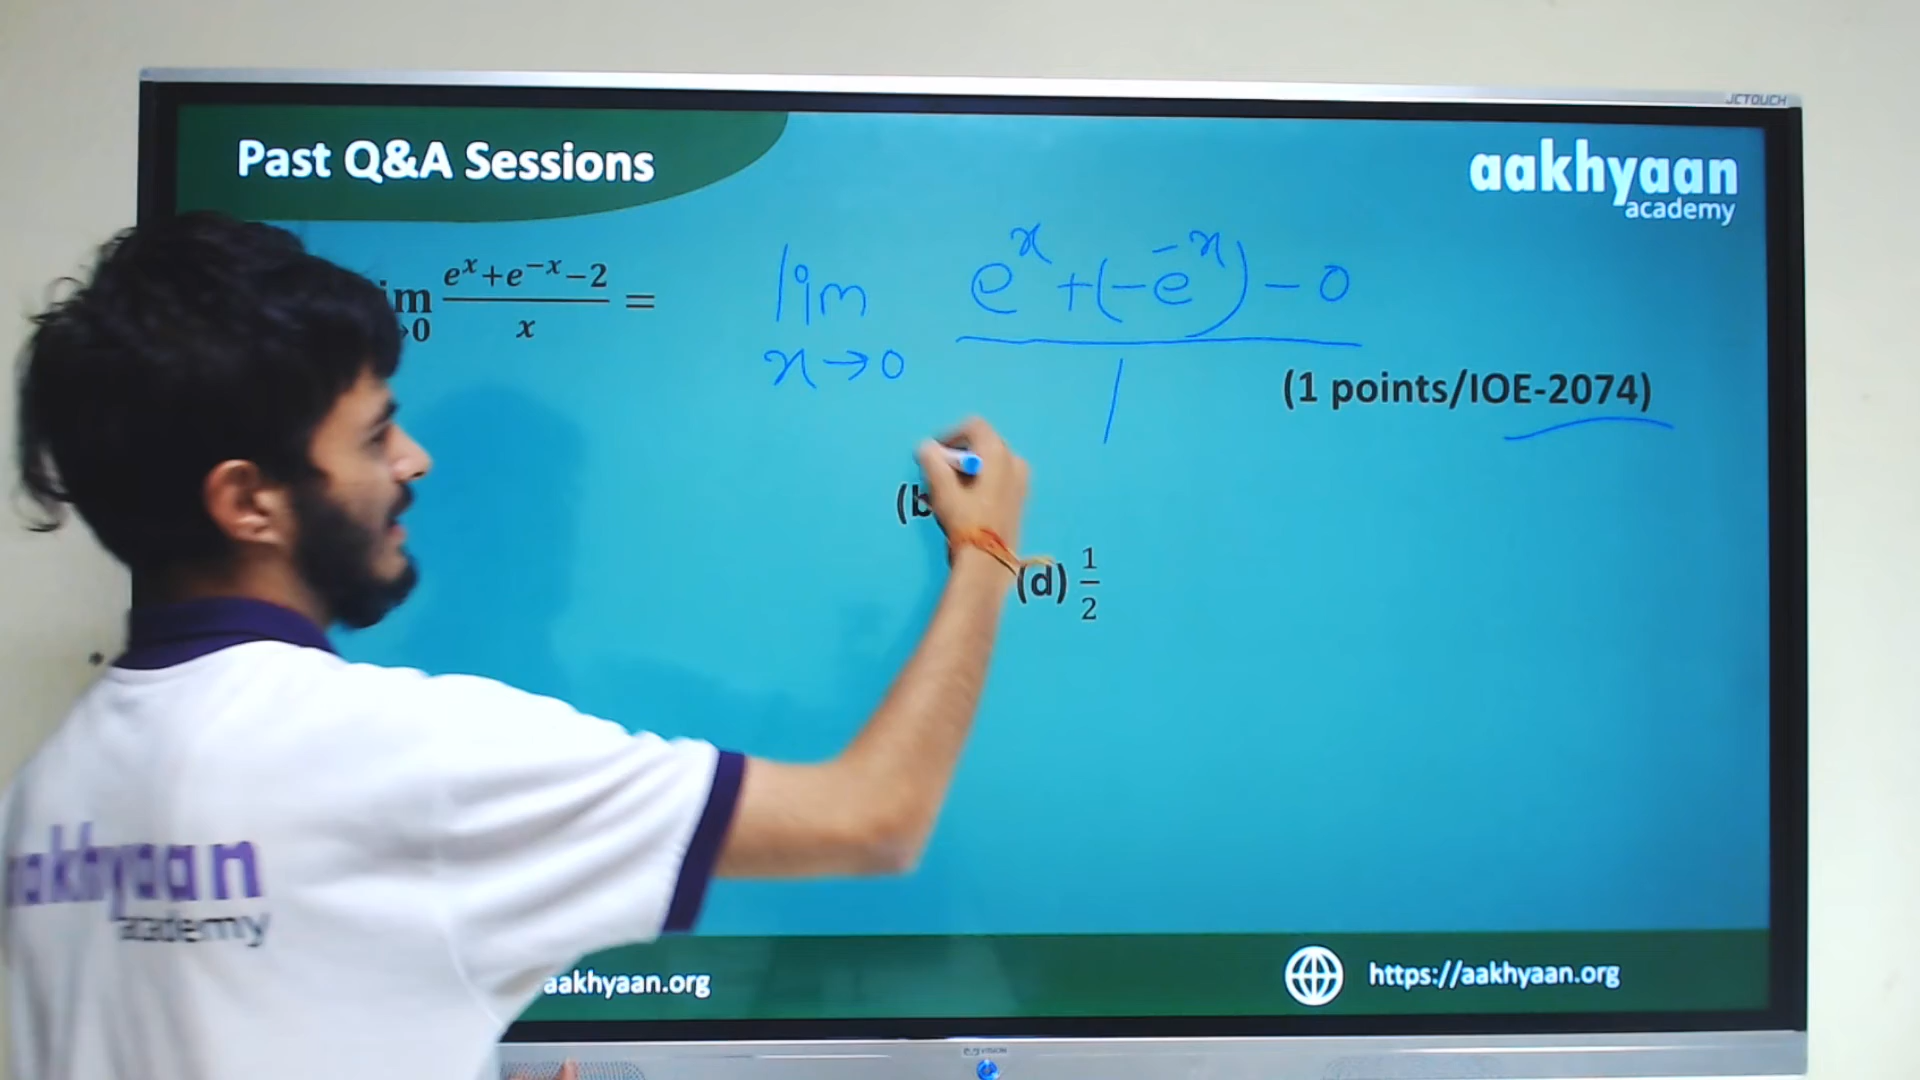 Past Q&A Sessions
aakhyaan
academy
im e^x+e^{-x}-2 / x =
→0
lim e^x+(-e^{-x})-0 / 1
x→0
(1 points/IOE-2074)
(b
(d) 1/2
aakhyaan
academy
aakhyaan.org
https://aakhyaan.org
JCTOUCH